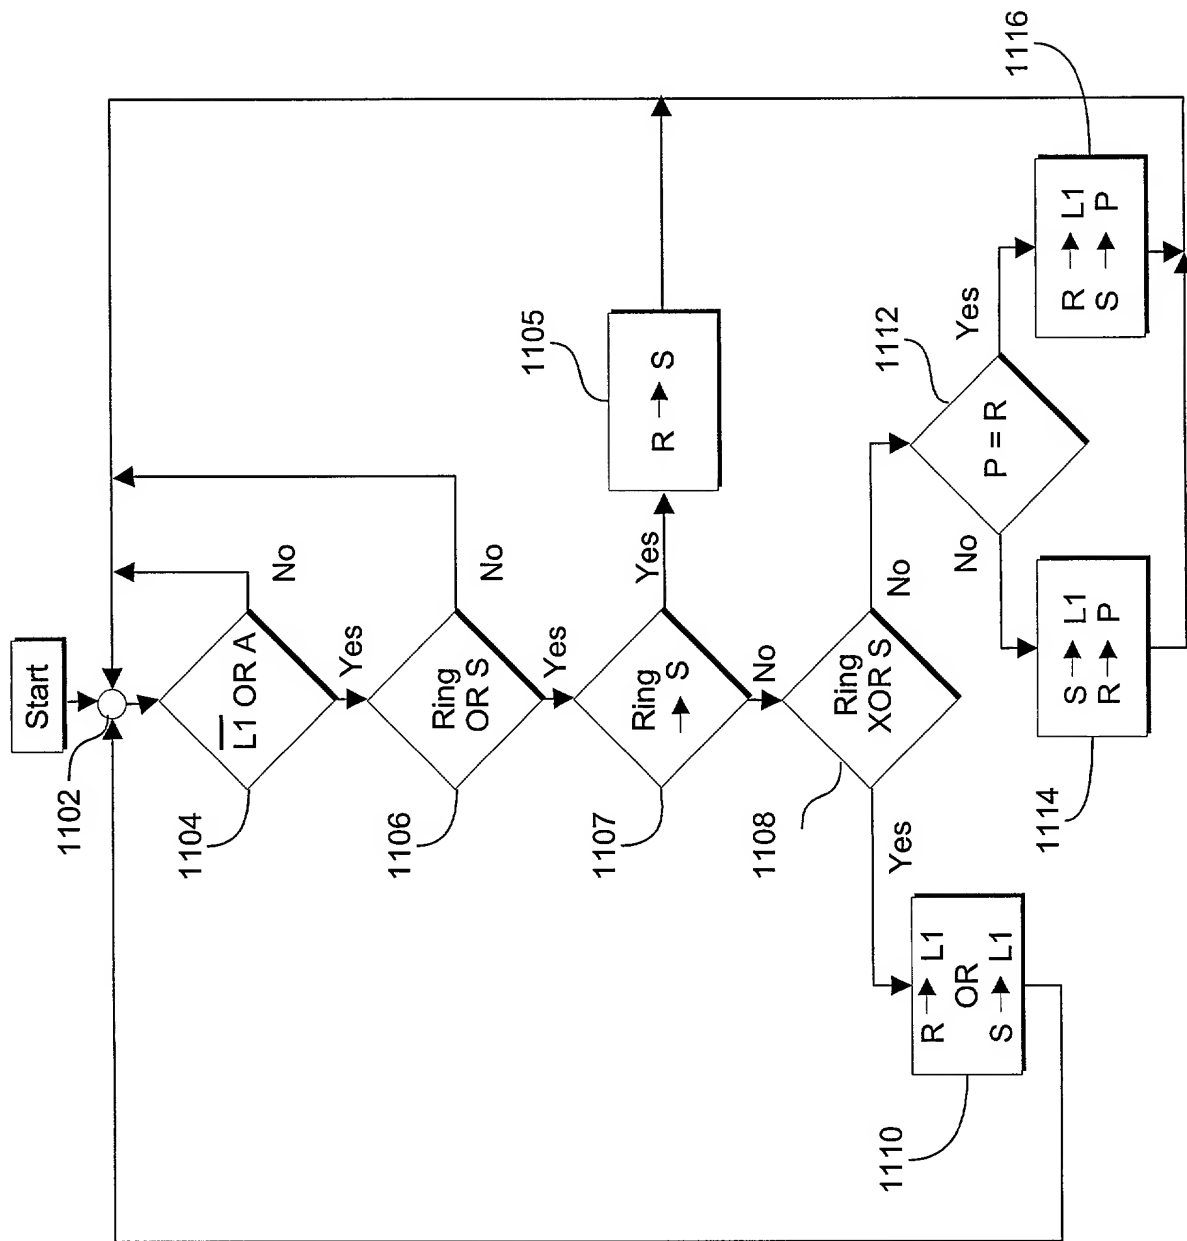 Start
1102
L̅1 OR A
1104
No
Yes
Ring
OR S
1106
No
Yes
Ring
→ S
1107
Yes
R → S
1105
No
Ring
XOR S
1108
Yes
No
R → L1
OR
S → L1
1110
P = R
1112
No
Yes
S → L1
R → P
1114
R → L1
S → P
1116